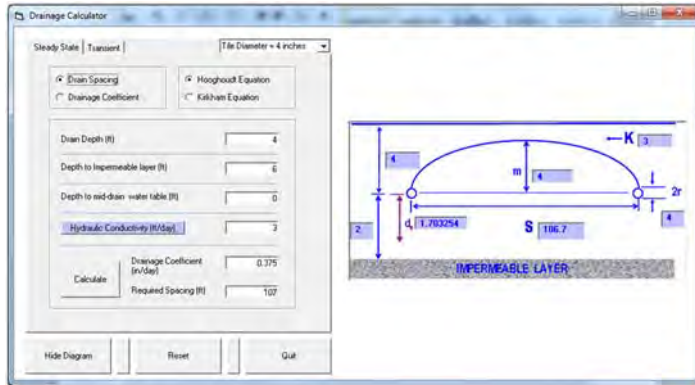 Drainage Calculator
Steady State Transient Tile Diameter = 4 inches
Drain Spacing
Drainage Coefficient
Hooghoudt Equation
Kirkham Equation
Drain Depth (ft) 4
Depth to Impermeable layer (ft) 6
Depth to mid-drain water table (ft) 0
Hydraulic Conductivity (ft/day) 3
Drainage Coefficient (in/day) 0.375
Calculate
Required Spacing (ft) 107
Hide Diagram Reset Quit
K 3
4
m 4
2r
4
2
d 1.703254
S 106.7
IMPERMEABLE LAYER